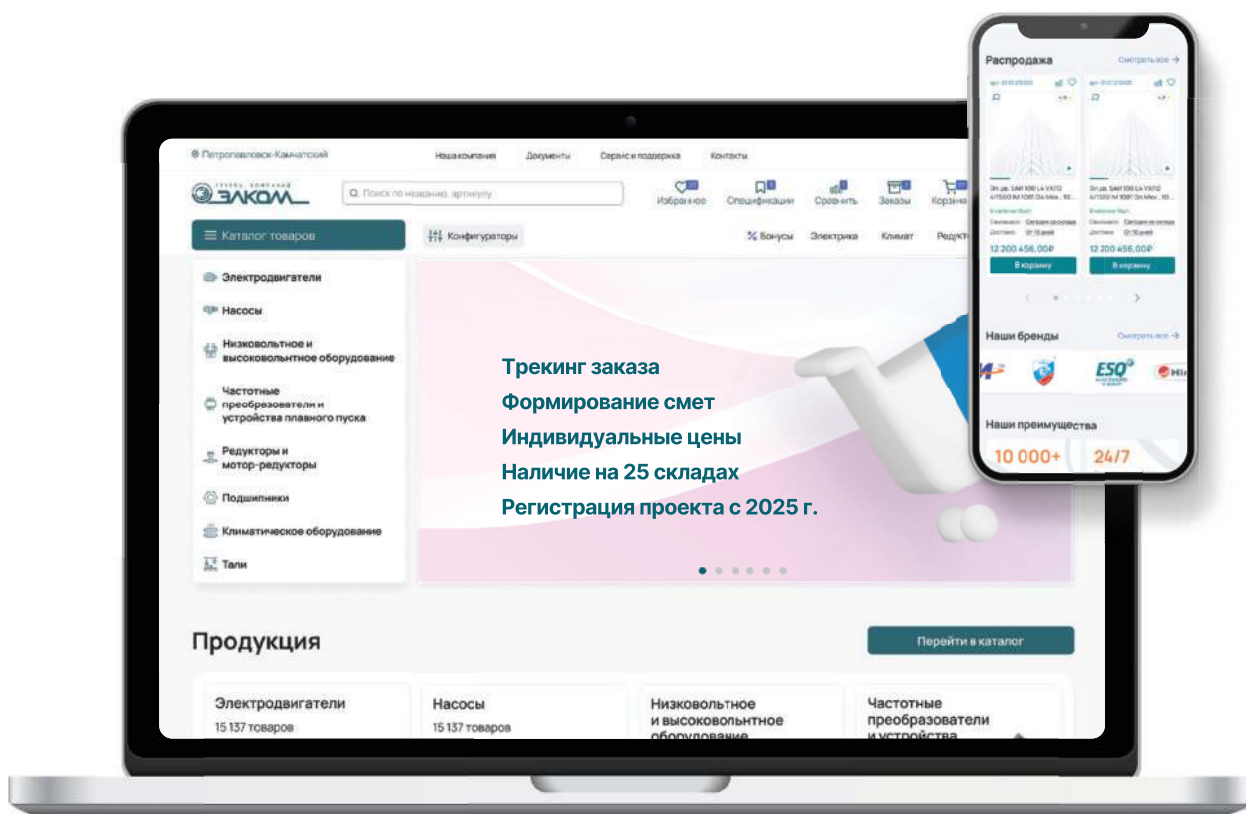 Петропавловск-Камчатский
Наша компания
Документы
Сервис и поддержка
Контакты
ЭЛКОМ
Поиск по названию, артикулу
Избранное
Спецификации
Сравнить
Заказы
Корзина
Каталог товаров
Конфигураторы
% Бонусы
Электрика
Климат
Электродвигатели
Насосы
Низковольтное и
высоковольтное оборудование
Частотные
преобразователи и
устройства плавного пуска
Редукторы и
мотор-редукторы
Подшипники
Климатическое оборудование
Тали
Трекинг заказа
Формирование смет
Индивидуальные цены
Наличие на 25 складах
Регистрация проекта с 2025 г.
Продукция
Перейти в каталог
Электродвигатели
15 137 товаров
Насосы
15 137 товаров
Низковольтное
и высоковольнтное
оборудование
Частотные
преобразователи
и устройства
Распродажа
Смотреть все →
12 200 456,00₽
12 200 456,00₽
В корзину
В корзину
Наши бренды
Смотреть все →
ESQ
Наши преимущества
10 000+
24/7